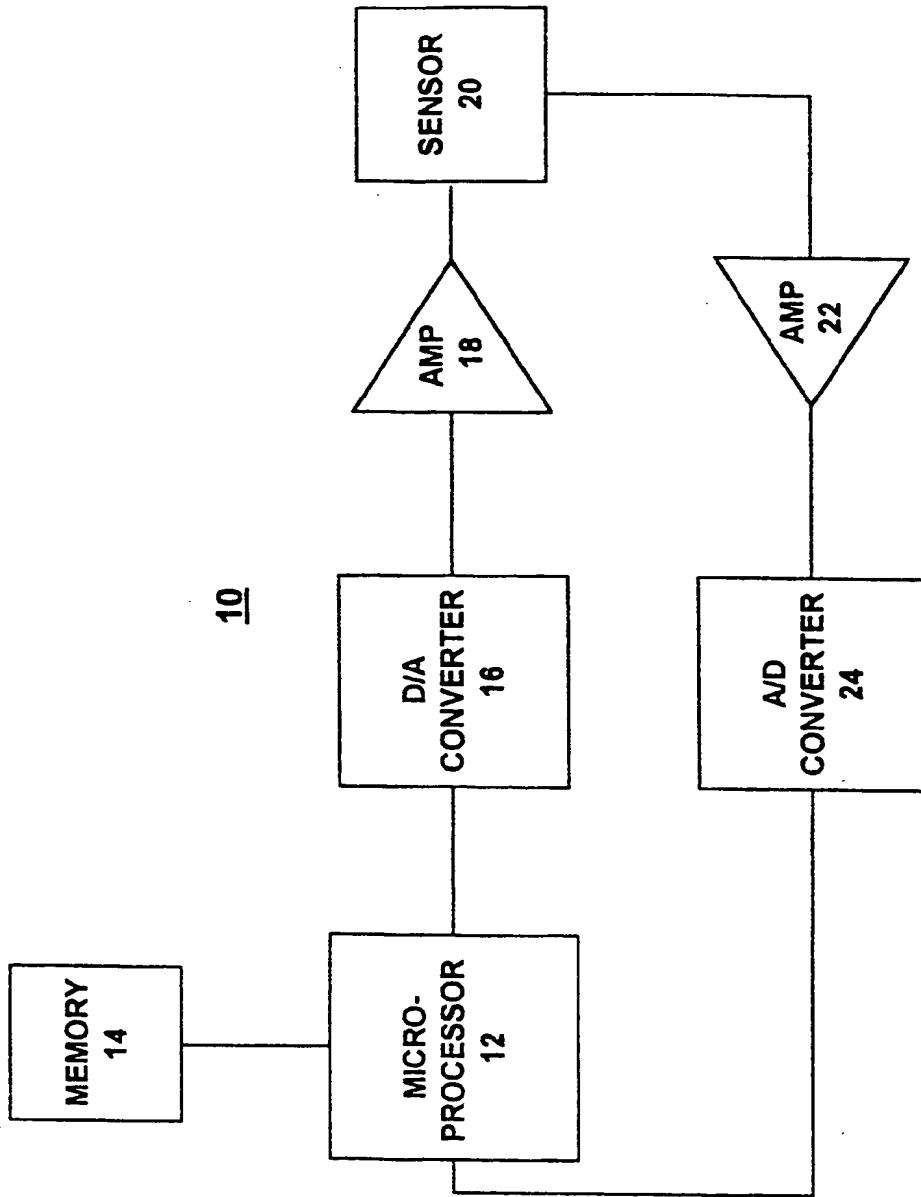 MEMORY
14
MICRO-
PROCESSOR
12
10
D/A
CONVERTER
16
AMP
18
SENSOR
20
AMP
22
A/D
CONVERTER
24